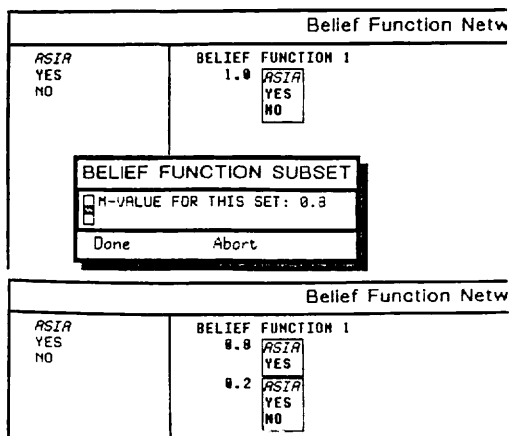 Belief Function Netw
ASIA
YES
NO
BELIEF FUNCTION 1
1.0 ASIA
YES
NO
BELIEF FUNCTION SUBSET
M-VALUE FOR THIS SET: 0.8
Done Abort
Belief Function Netw
ASIA
YES
NO
BELIEF FUNCTION 1
0.8 ASIA
YES
0.2 ASIA
YES
NO